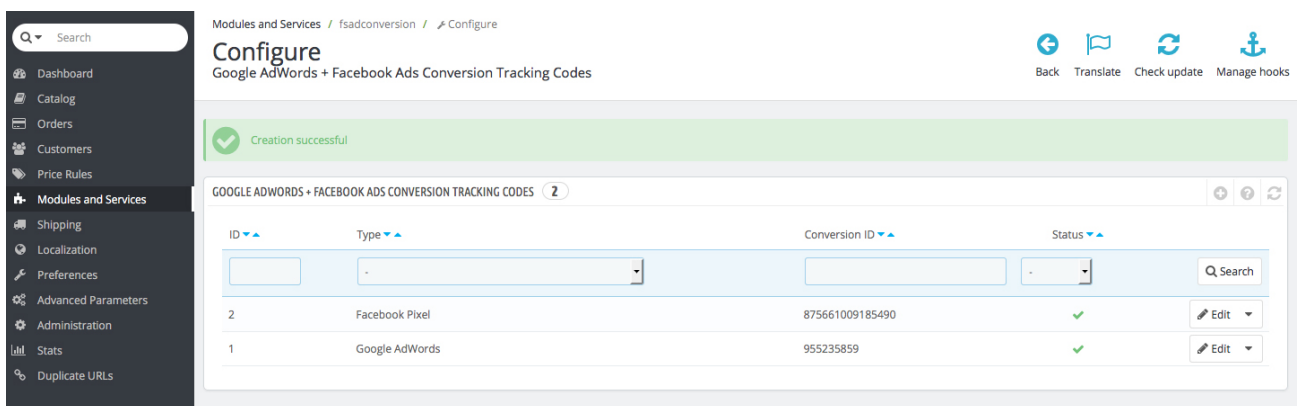 Search
Dashboard
Catalog
Orders
Customers
Price Rules
Modules and Services
Shipping
Localization
Preferences
Advanced Parameters
Administration
Stats
Duplicate URLs
Modules and Services / fsadconversion / Configure
Configure
Google AdWords + Facebook Ads Conversion Tracking Codes
Back Translate Check update Manage hooks
Creation successful
GOOGLE ADWORDS + FACEBOOK ADS CONVERSION TRACKING CODES 2
ID Type Conversion ID Status
- - Search
2 Facebook Pixel 875661009185490 Edit
1 Google AdWords 955235859 Edit